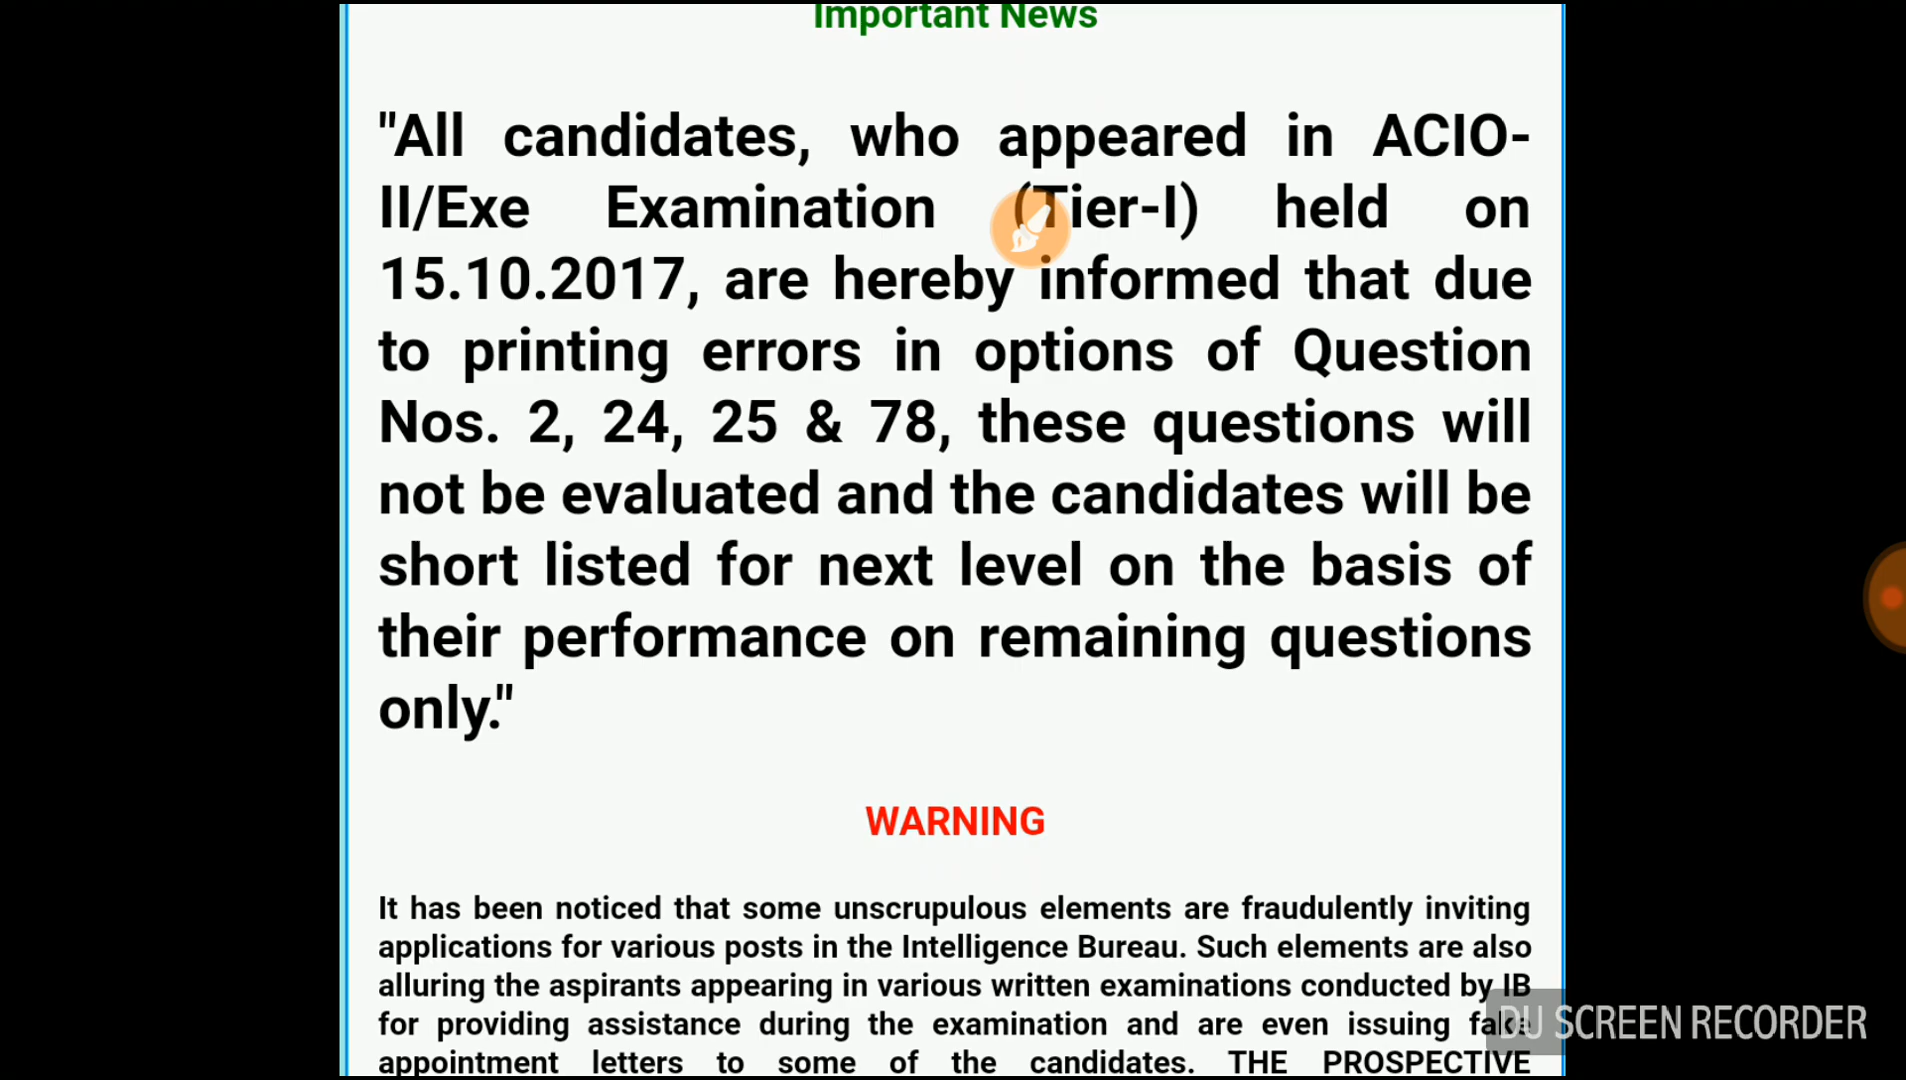 Important News
"All candidates, who appeared in ACIO-
II/Exe Examination (Tier-I) held on
15.10.2017, are hereby informed that due
to printing errors in options of Question
Nos. 2, 24, 25 & 78, these questions will
not be evaluated and the candidates will be
short listed for next level on the basis of
their performance on remaining questions
only."
WARNING
It has been noticed that some unscrupulous elements are fraudulently inviting
applications for various posts in the Intelligence Bureau. Such elements are also
alluring the aspirants appearing in various written examinations conducted by IB
for providing assistance during the examination and are even issuing fake
appointment letters to some of the candidates. THE PROSPECTIVE
DU SCREEN RECORDER